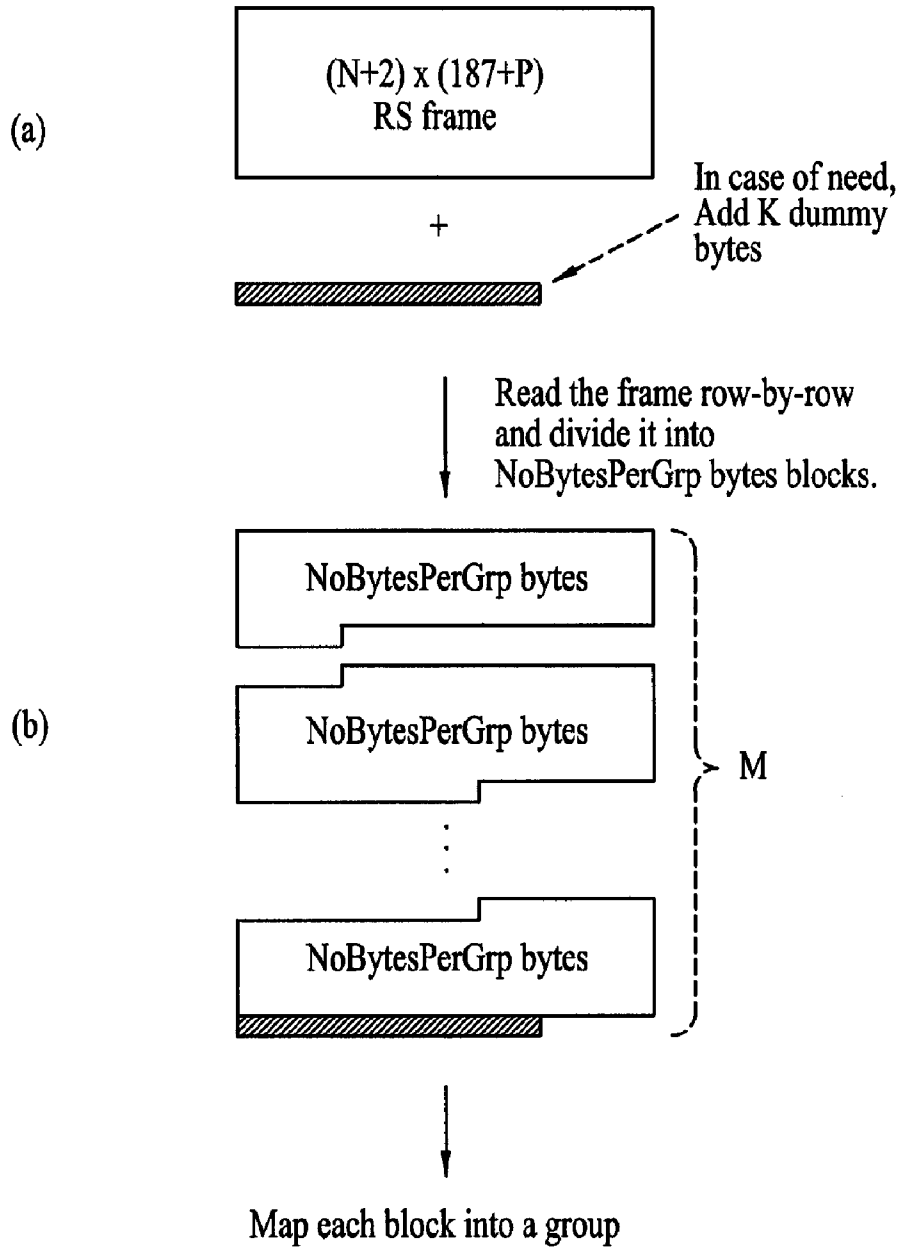 (N+2) x (187+P)
RS frame
(a)
+
In case of need,
Add K dummy
bytes
Read the frame row-by-row
and divide it into
NoBytesPerGrp bytes blocks.
NoBytesPerGrp bytes
(b)
NoBytesPerGrp bytes
M
NoBytesPerGrp bytes
Map each block into a group